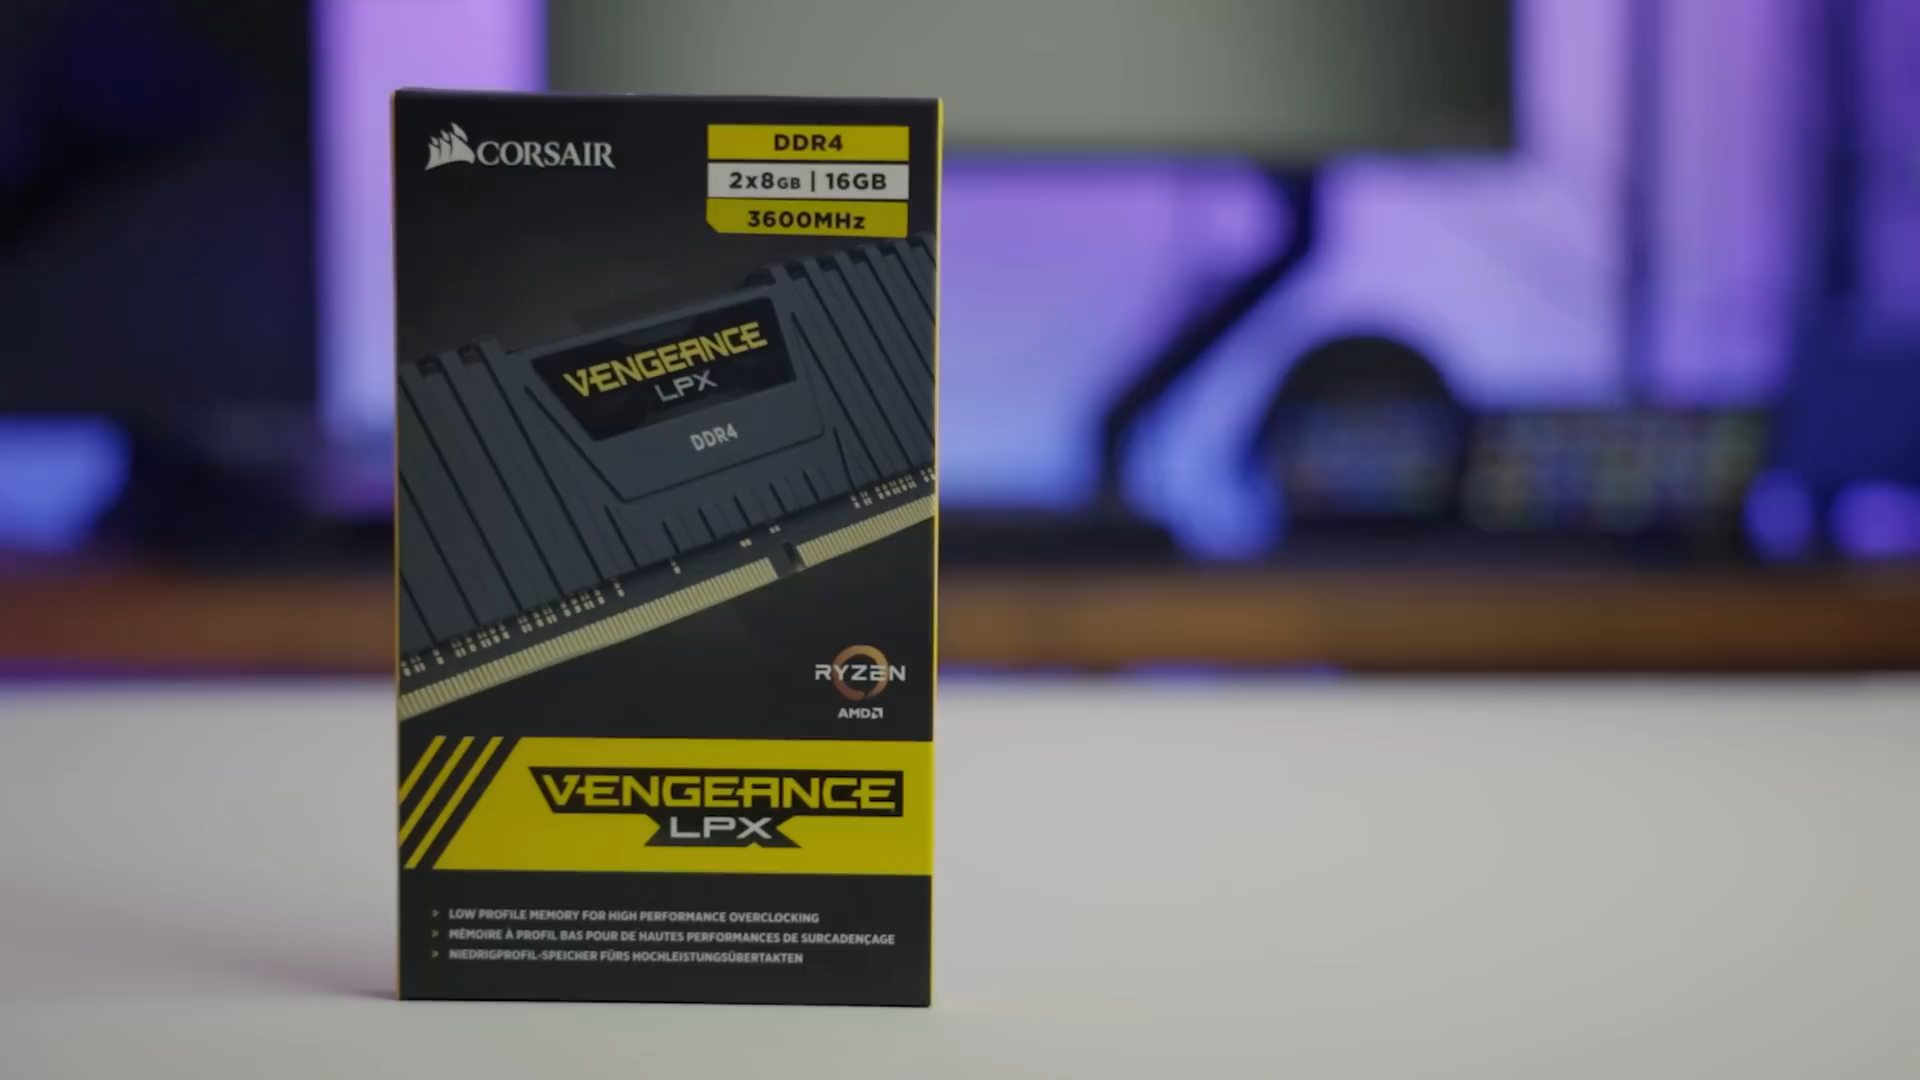 CORSAIR
DDR4
2x8GB | 16GB
3600MHz
VENGEANCE
LPX
DDR4
RYZEN
AMD
VENGEANCE
LPX
> LOW PROFILE MEMORY FOR HIGH PERFORMANCE OVERCLOCKING
> MÉMOIRE À PROFIL BAS POUR DE HAUTES PERFORMANCES DE SURCADENÇAGE
> NIEDRIGPROFIL-SPEICHER FÜRS HOCHLEISTUNGSÜBERTAKTEN